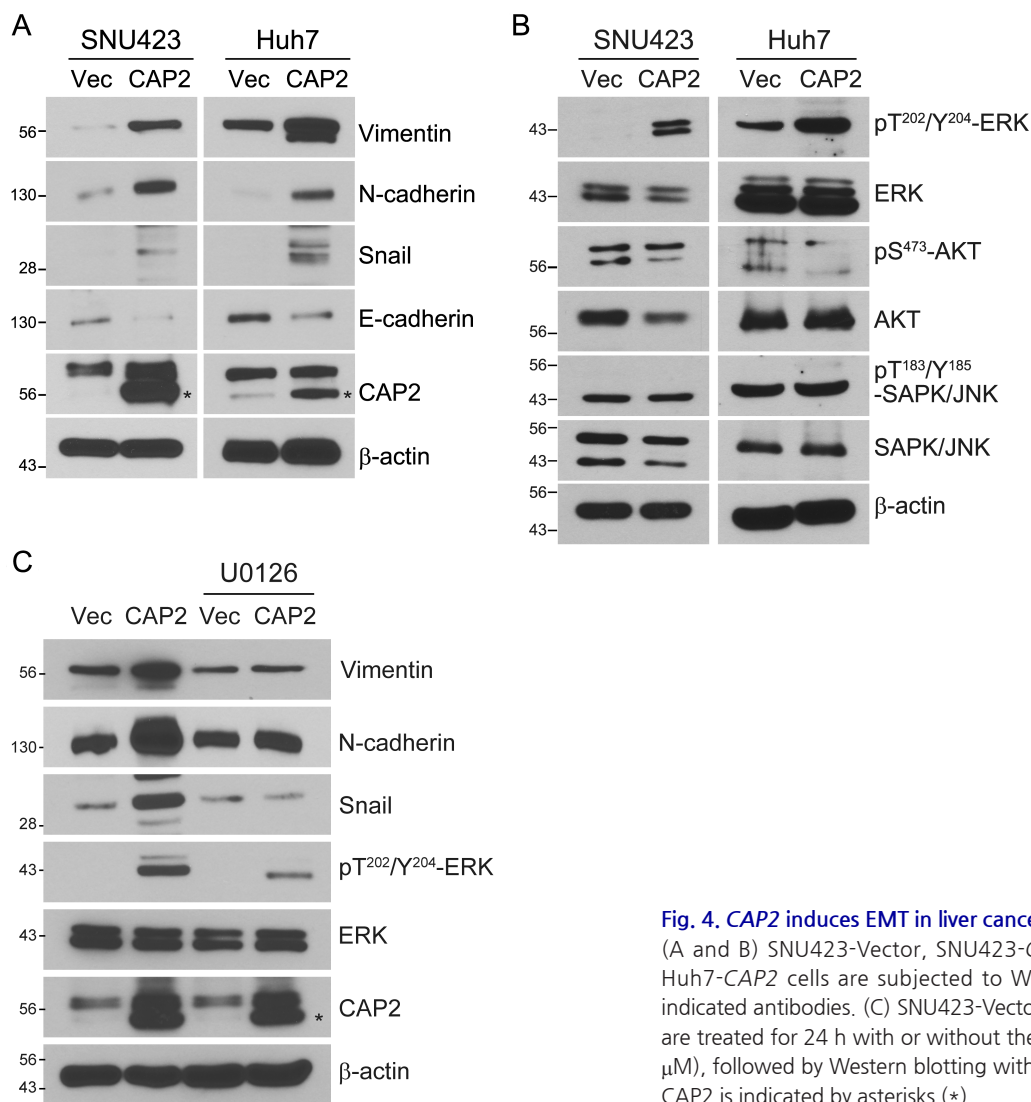 A
SNU423 Huh7
Vec CAP2 Vec CAP2
56 Vimentin
130 N-cadherin
28 Snail
130 E-cadherin
56 * * CAP2
43 β-actin
B
SNU423 Huh7
Vec CAP2 Vec CAP2
43 pT202/Y204-ERK
43 ERK
56 pS473-AKT
56 AKT
56 pT183/Y185
43 -SAPK/JNK
56
43 SAPK/JNK
56
43 β-actin
C
U0126
Vec CAP2 Vec CAP2
56 Vimentin
130 N-cadherin
28 Snail
43 pT202/Y204-ERK
43 ERK
56 * CAP2
56
43 β-actin
Fig. 4. CAP2 induces EMT in liver cance
(A and B) SNU423-Vector, SNU423-C
Huh7-CAP2 cells are subjected to W
indicated antibodies. (C) SNU423-Vecto
are treated for 24 h with or without the
μM), followed by Western blotting with
CAP2 is indicated by asterisks (*)